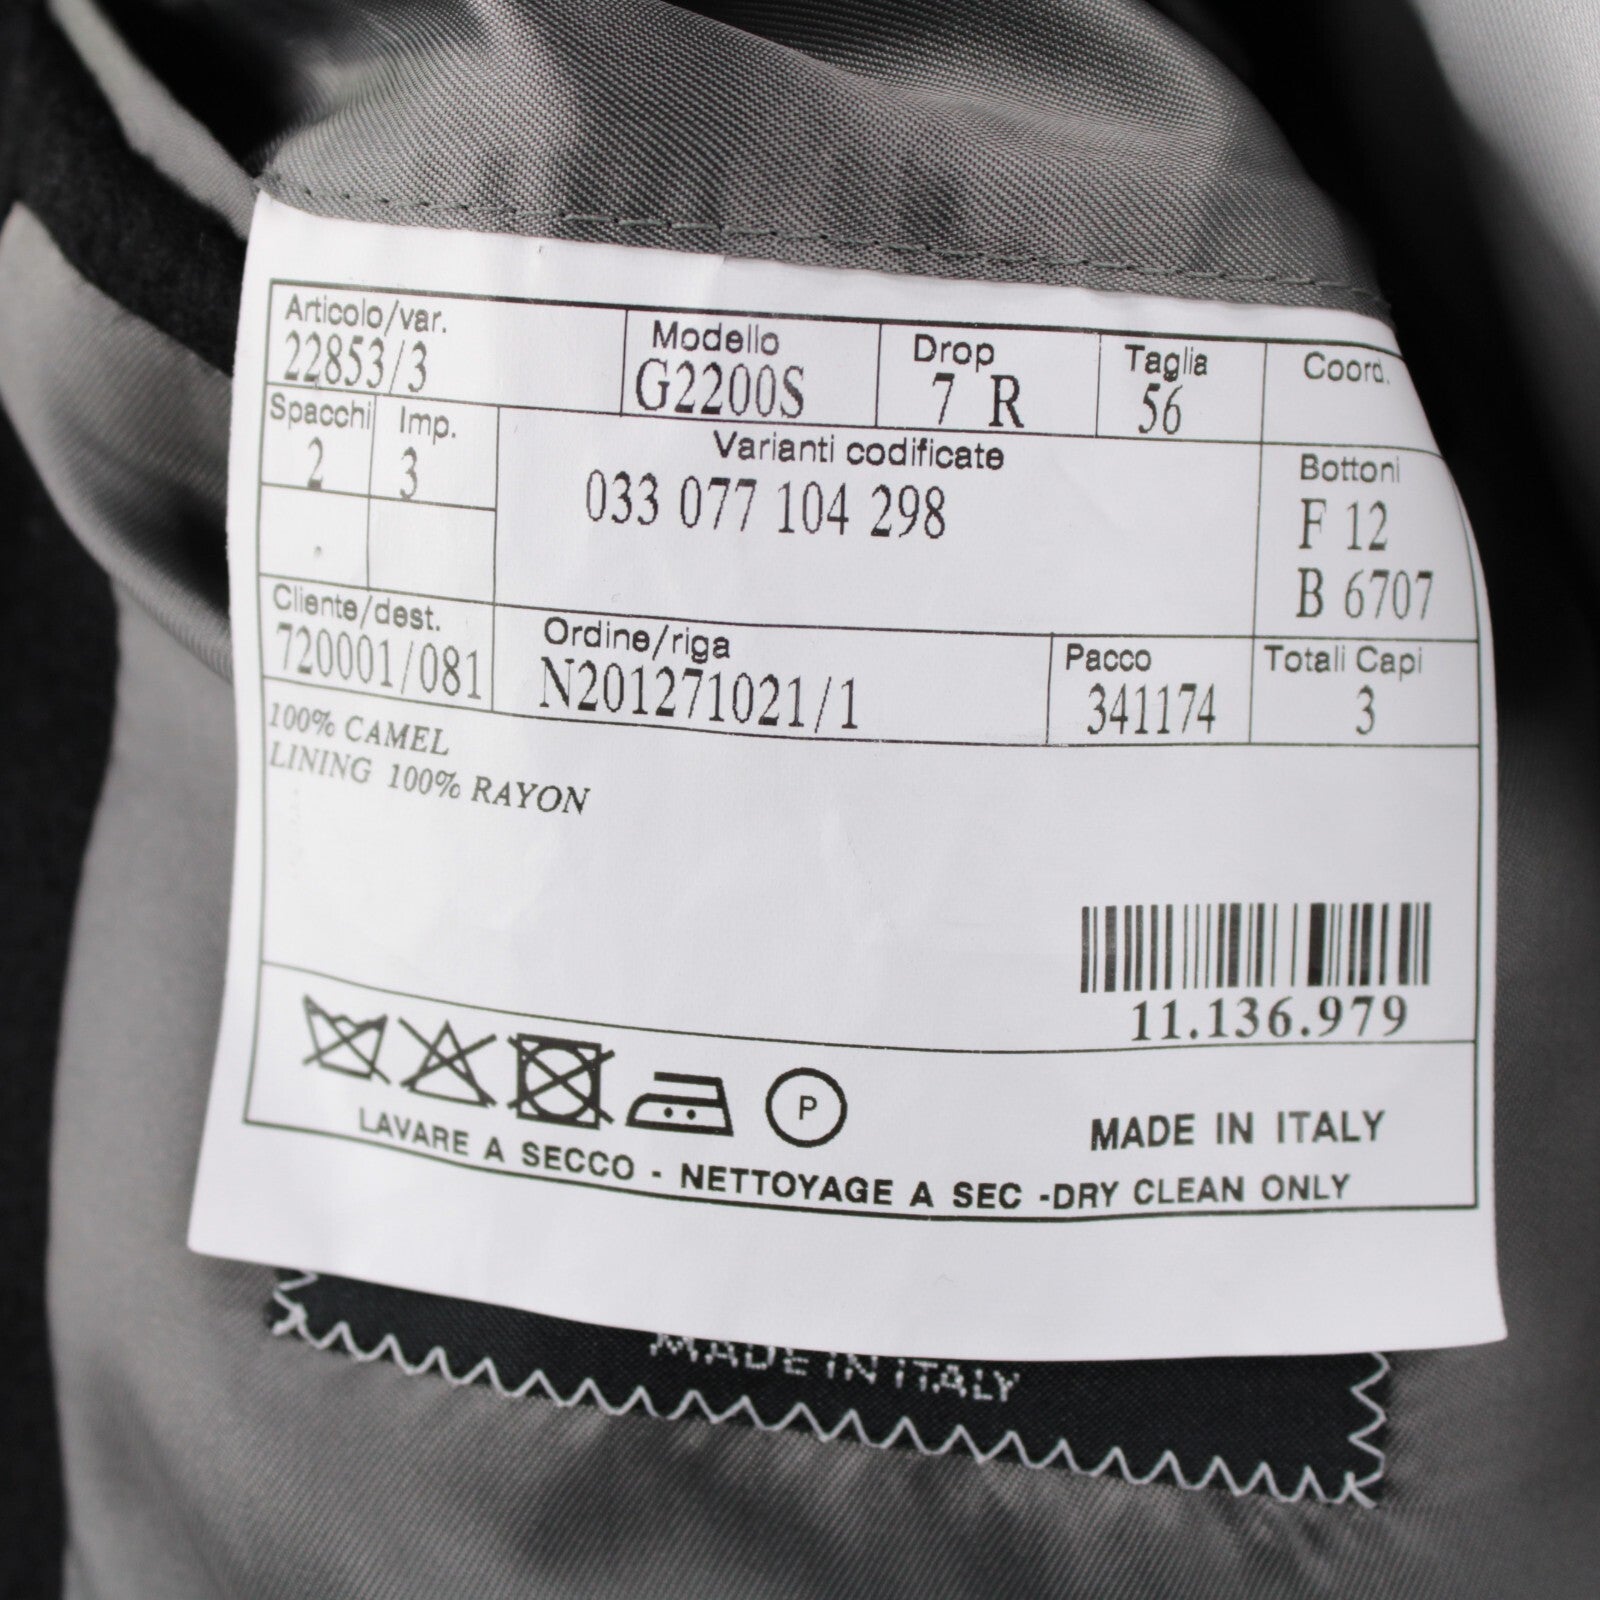 Articolo/var.
22853/3
Modello
G2200S
Drop
7 R
Taglia
56
Coord.
Spacchi
2
Imp.
3
Varianti codificate
033 077 104 298
Bottoni
F 12
B 6707
Cliente/dest.
720001/081
Ordine/riga
N201271021/1
Pacco
341174
Totali Capi
3
100% CAMEL
LINING 100% RAYON
11.136.979
P
MADE IN ITALY
LAVARE A SECCO - NETTOYAGE A SEC -DRY CLEAN ONLY
MADE IN ITALY